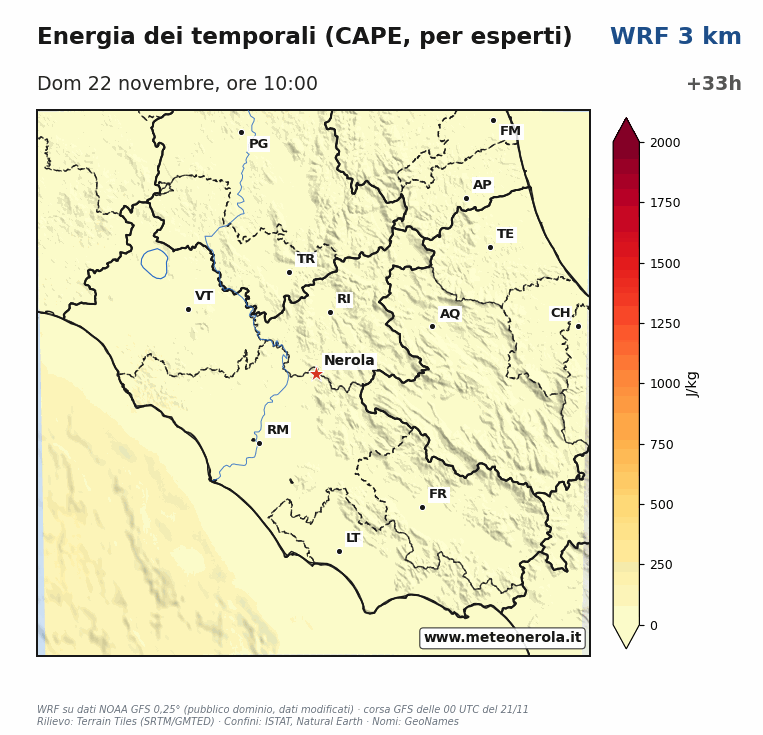 Energia dei temporali (CAPE, per esperti) WRF 3 km
Dom 22 novembre, ore 10:00 +33h
FM
PG
AP
TE
TR
VT
RI
AQ
CH
Nerola
RM
FR
LT
www.meteonerola.it
2000
1750
1500
1250
1000
750
500
250
0
J/kg
WRF su dati NOAA GFS 0,25° (pubblico dominio, dati modificati) · corsa GFS delle 00 UTC del 21/11
Rilievo: Terrain Tiles (SRTM/GMTED) · Confini: ISTAT, Natural Earth · Nomi: GeoNames